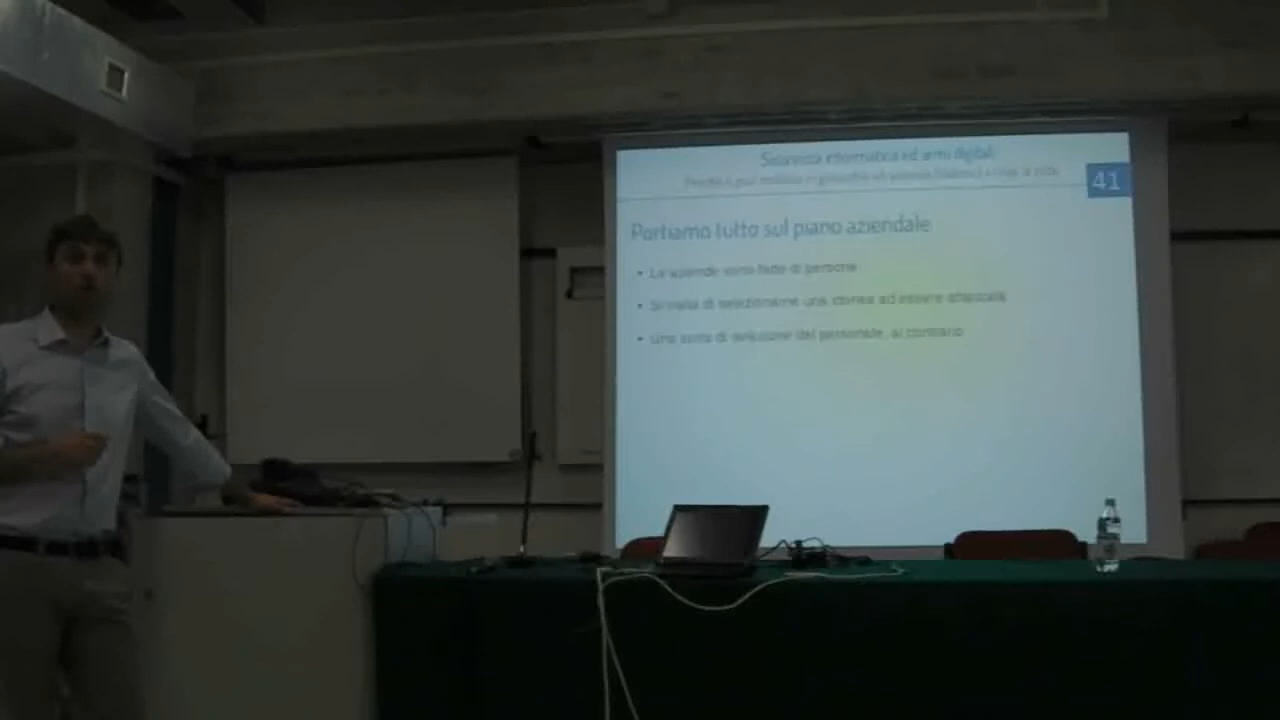 Sicurezza informatica ed armi digitali:
41
Portiamo tutto sul piano aziendale
• Le aziende sono fatte di persone
• Si tratta di selezionarne una idonea ad essere attaccata
• Una sorta di selezione del personale, al contrario